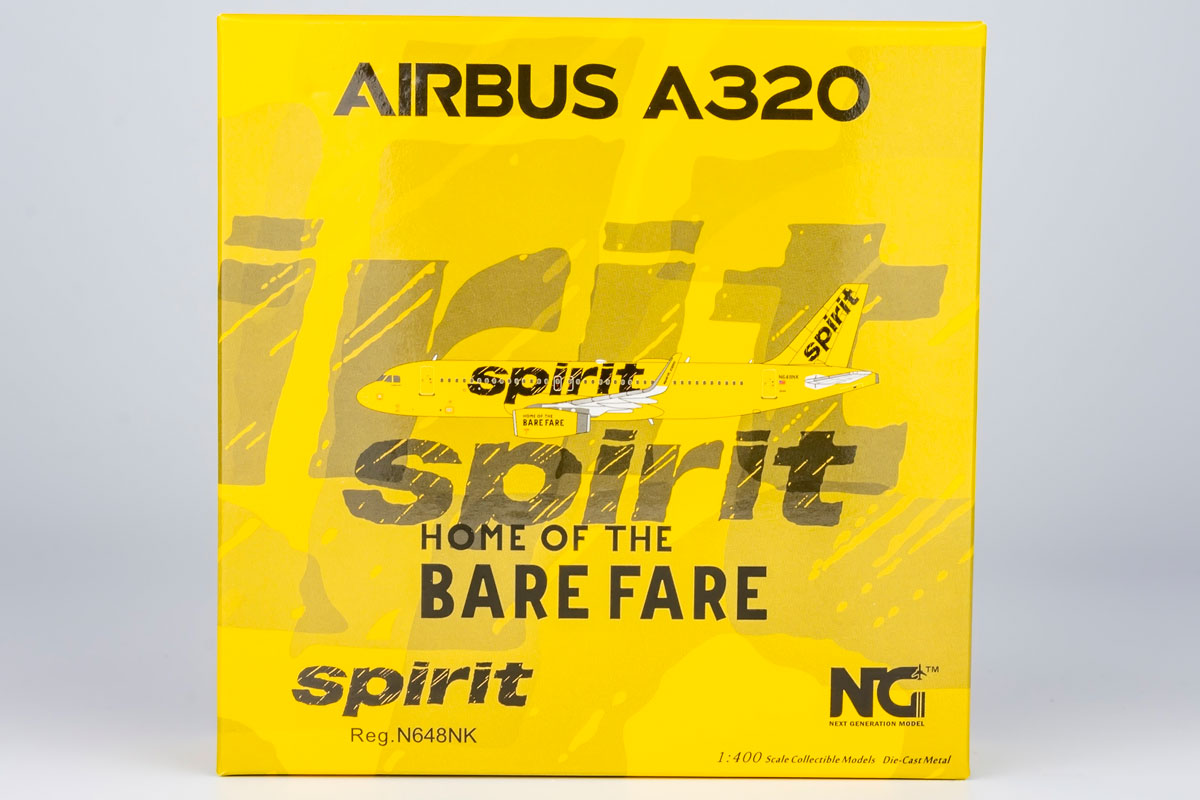 AIRBUS A320
spirit
spirit
HOME OF THE
BARE FARE
spirit
HOME OF THE
BARE FARE
spirit
Reg.N648NK
NG TM
NEXT GENERATION MODEL
1:400 Scale Collectible Models Die-Cast Metal